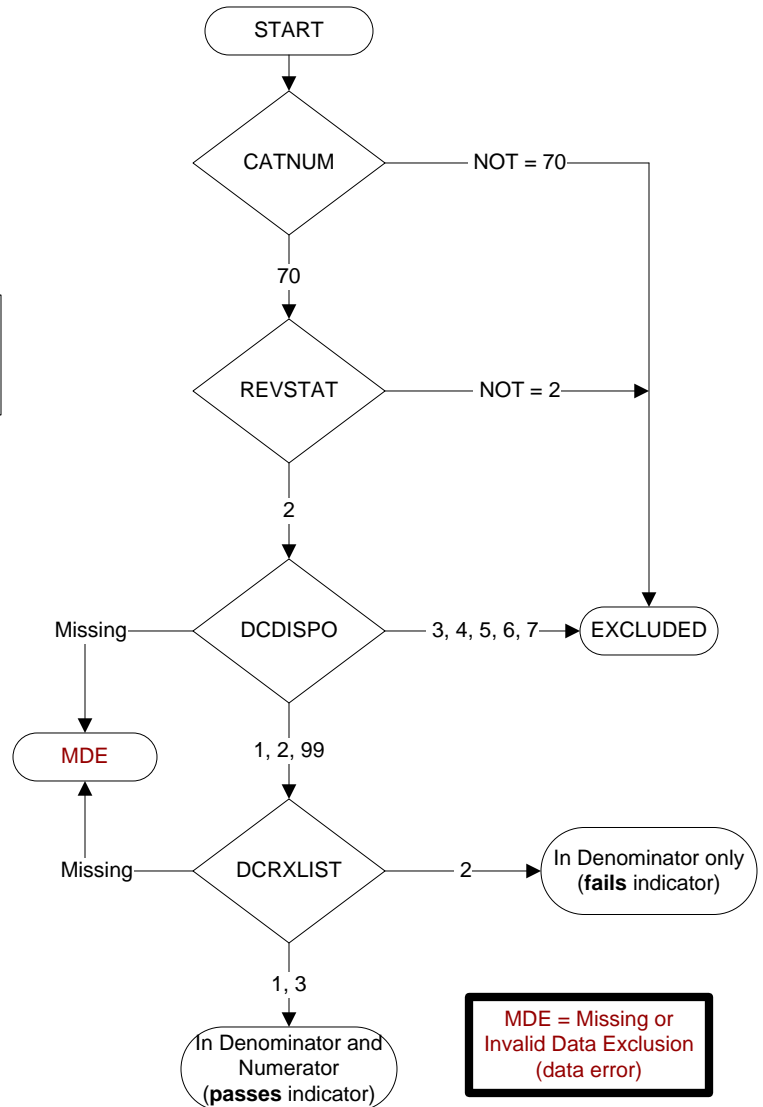 START
CATNUM
NOT = 70
70
REVSTAT
NOT = 2
2
Missing
DCDISPO
3, 4, 5, 6, 7
EXCLUDED
MDE
1, 2, 99
Missing
DCRXLIST
2
In Denominator only
(fails indicator)
1, 3
In Denominator and
Numerator
(passes indicator)
MDE = Missing or
Invalid Data Exclusion
(data error)